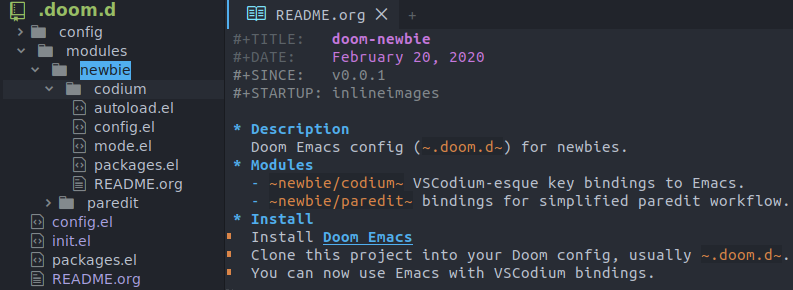 .doom.d
config
modules
newbie
codium
autoload.el
config.el
mode.el
packages.el
README.org
paredit
config.el
init.el
packages.el
README.org
README.org × +
#+TITLE: doom-newbie
#+DATE: February 20, 2020
#+SINCE: v0.0.1
#+STARTUP: inlineimages
* Description
Doom Emacs config (~.doom.d~) for newbies.
* Modules
- ~newbie/codium~ VSCodium-esque key bindings to Emacs.
- ~newbie/paredit~ bindings for simplified paredit workflow.
* Install
Install Doom Emacs
Clone this project into your Doom config, usually ~.doom.d~.
You can now use Emacs with VSCodium bindings.